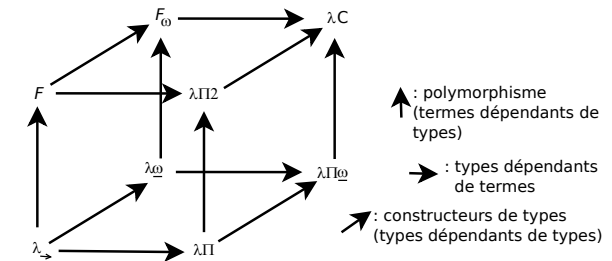 F_ω λC
F λΠ2
λω̲ λΠω̲
λ→ λΠ
: polymorphisme
(termes dépendants de
types)
: types dépendants
de termes
: constructeurs de types
(types dépendants de types)